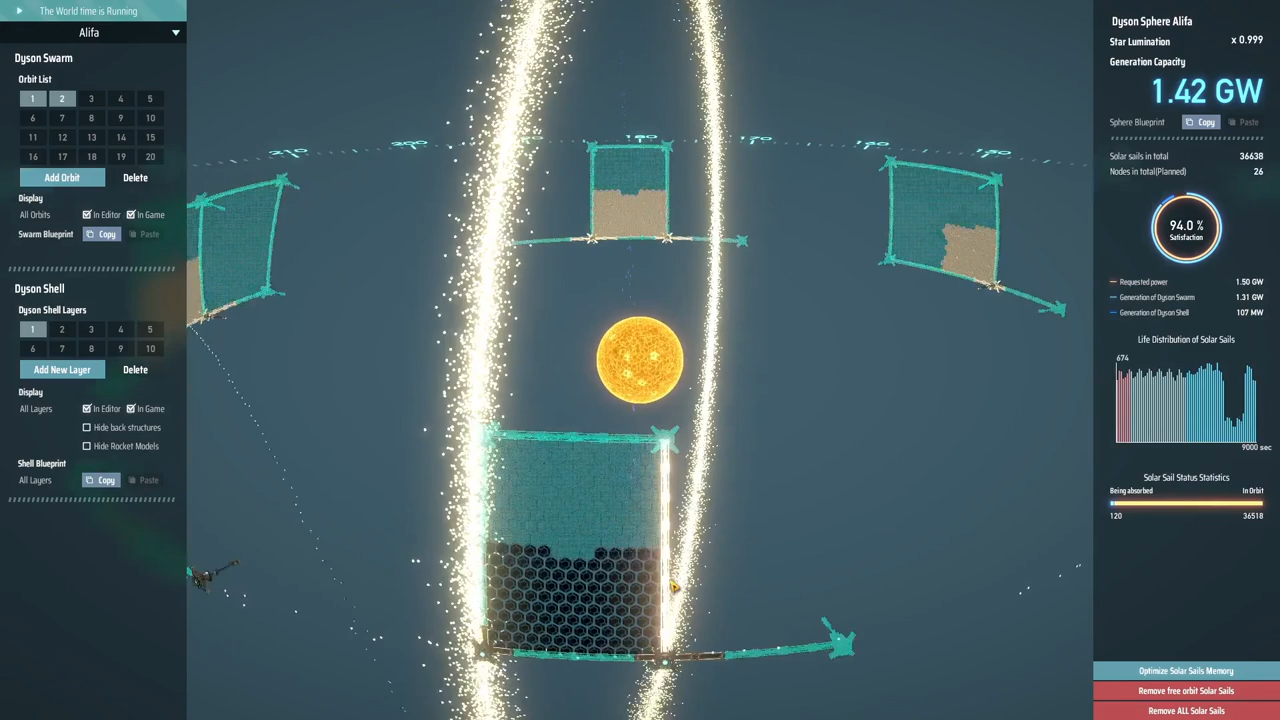 The World time is Running
Alifa
Dyson Swarm
Orbit List
1 2 3 4 5
6 7 8 9 10
11 12 13 14 15
16 17 18 19 20
Add Orbit Delete
Display
All Orbits In Editor In Game
Swarm Blueprint Copy Paste
Dyson Shell
Dyson Shell Layers
1 2 3 4 5
6 7 8 9 10
Add New Layer Delete
Display
All Layers In Editor In Game
Hide back structures
Hide Rocket Models
Shell Blueprint
All Layers Copy Paste
210 200 180 170 160 150
Dyson Sphere Alifa
Star Lumination x 0.999
Generation Capacity
1.42 GW
Sphere Blueprint Copy Paste
Solar sails in total 36638
Nodes in total(Planned) 26
94.0 %
Satisfaction
Requested power 1.50 GW
Generation of Dyson Swarm 1.31 GW
Generation of Dyson Shell 107 MW
Life Distribution of Solar Sails
674
9000 sec
Solar Sail Status Statistics
Being absorbed In Orbit
120 36518
Optimize Solar Sails Memory
Remove free orbit Solar Sails
Remove ALL Solar Sails